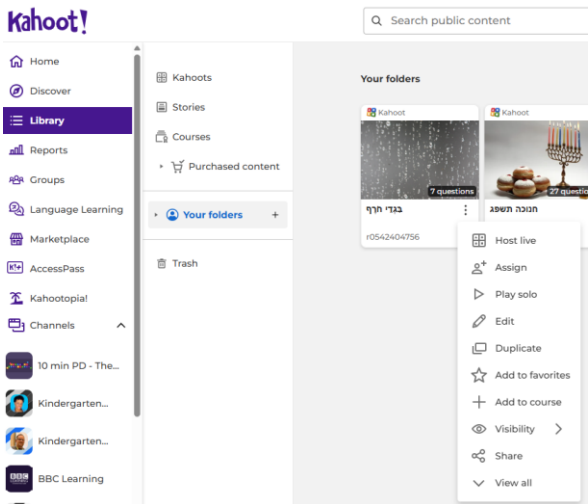 Kahoot!
Search public content
Home
Discover
Library
Reports
Groups
Language Learning
Marketplace
AccessPass
Kahootopia!
Channels
10 min PD - The...
Kindergarten...
Kindergarten...
BBC
BBC Learning
Kahoots
Stories
Courses
Purchased content
Your folders
Trash
Your folders
Kahoot
7 questions
בגדי חרף
r0542404756
Kahoot
27 questio
חנוכה תשפג
Host live
Assign
Play solo
Edit
Duplicate
Add to favorites
Add to course
Visibility
Share
View all